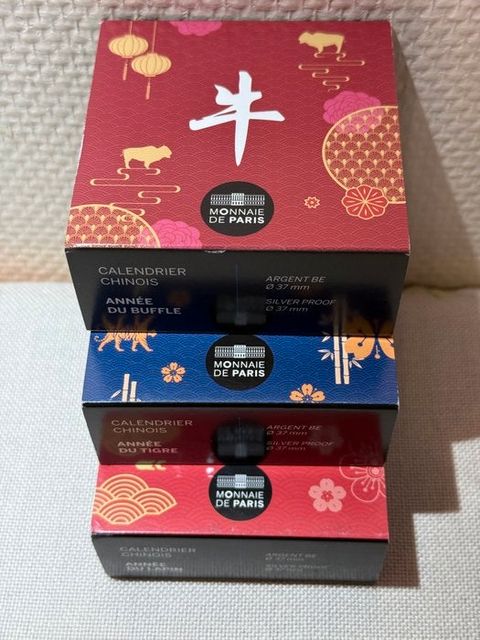 牛
MONNAIE
DE PARIS
CALENDRIER
CHINOIS
ANNÉE
DU BUFFLE
ARGENT BE
Ø 37 mm
SILVER PROOF
Ø 37 mm
MONNAIE
DE PARIS
CALENDRIER
CHINOIS
ANNÉE
DU TIGRE
ARGENT BE
Ø 37 mm
SILVER PROOF
Ø 37 mm
MONNAIE
DE PARIS
CALENDRIER
CHINOIS
ANNÉE
DU LAPIN
ARGENT BE
Ø 37 mm
SILVER PROOF